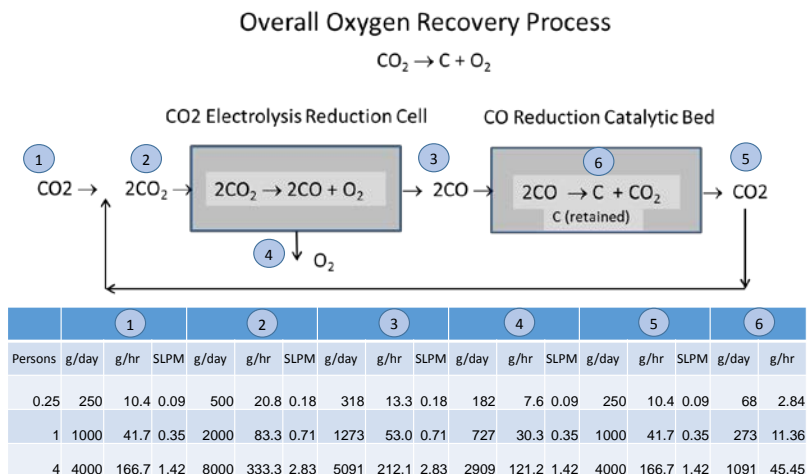 Overall Oxygen Recovery Process
CO₂ → C + O₂
CO2 Electrolysis Reduction Cell CO Reduction Catalytic Bed
1 2 3 6 5
CO2 → 2CO₂ → 2CO₂ → 2CO + O₂ → 2CO → 2CO → C + CO₂ → CO2
C (retained)
4 O₂
1 2 3 4 5 6
Persons g/day g/hr SLPM g/day g/hr SLPM g/day g/hr SLPM g/day g/hr SLPM g/day g/hr SLPM g/day g/hr
0.25 250 10.4 0.09 500 20.8 0.18 318 13.3 0.18 182 7.6 0.09 250 10.4 0.09 68 2.84
1 1000 41.7 0.35 2000 83.3 0.71 1273 53.0 0.71 727 30.3 0.35 1000 41.7 0.35 273 11.36
4 4000 166.7 1.42 8000 333.3 2.83 5091 212.1 2.83 2909 121.2 1.42 4000 166.7 1.42 1091 45.45